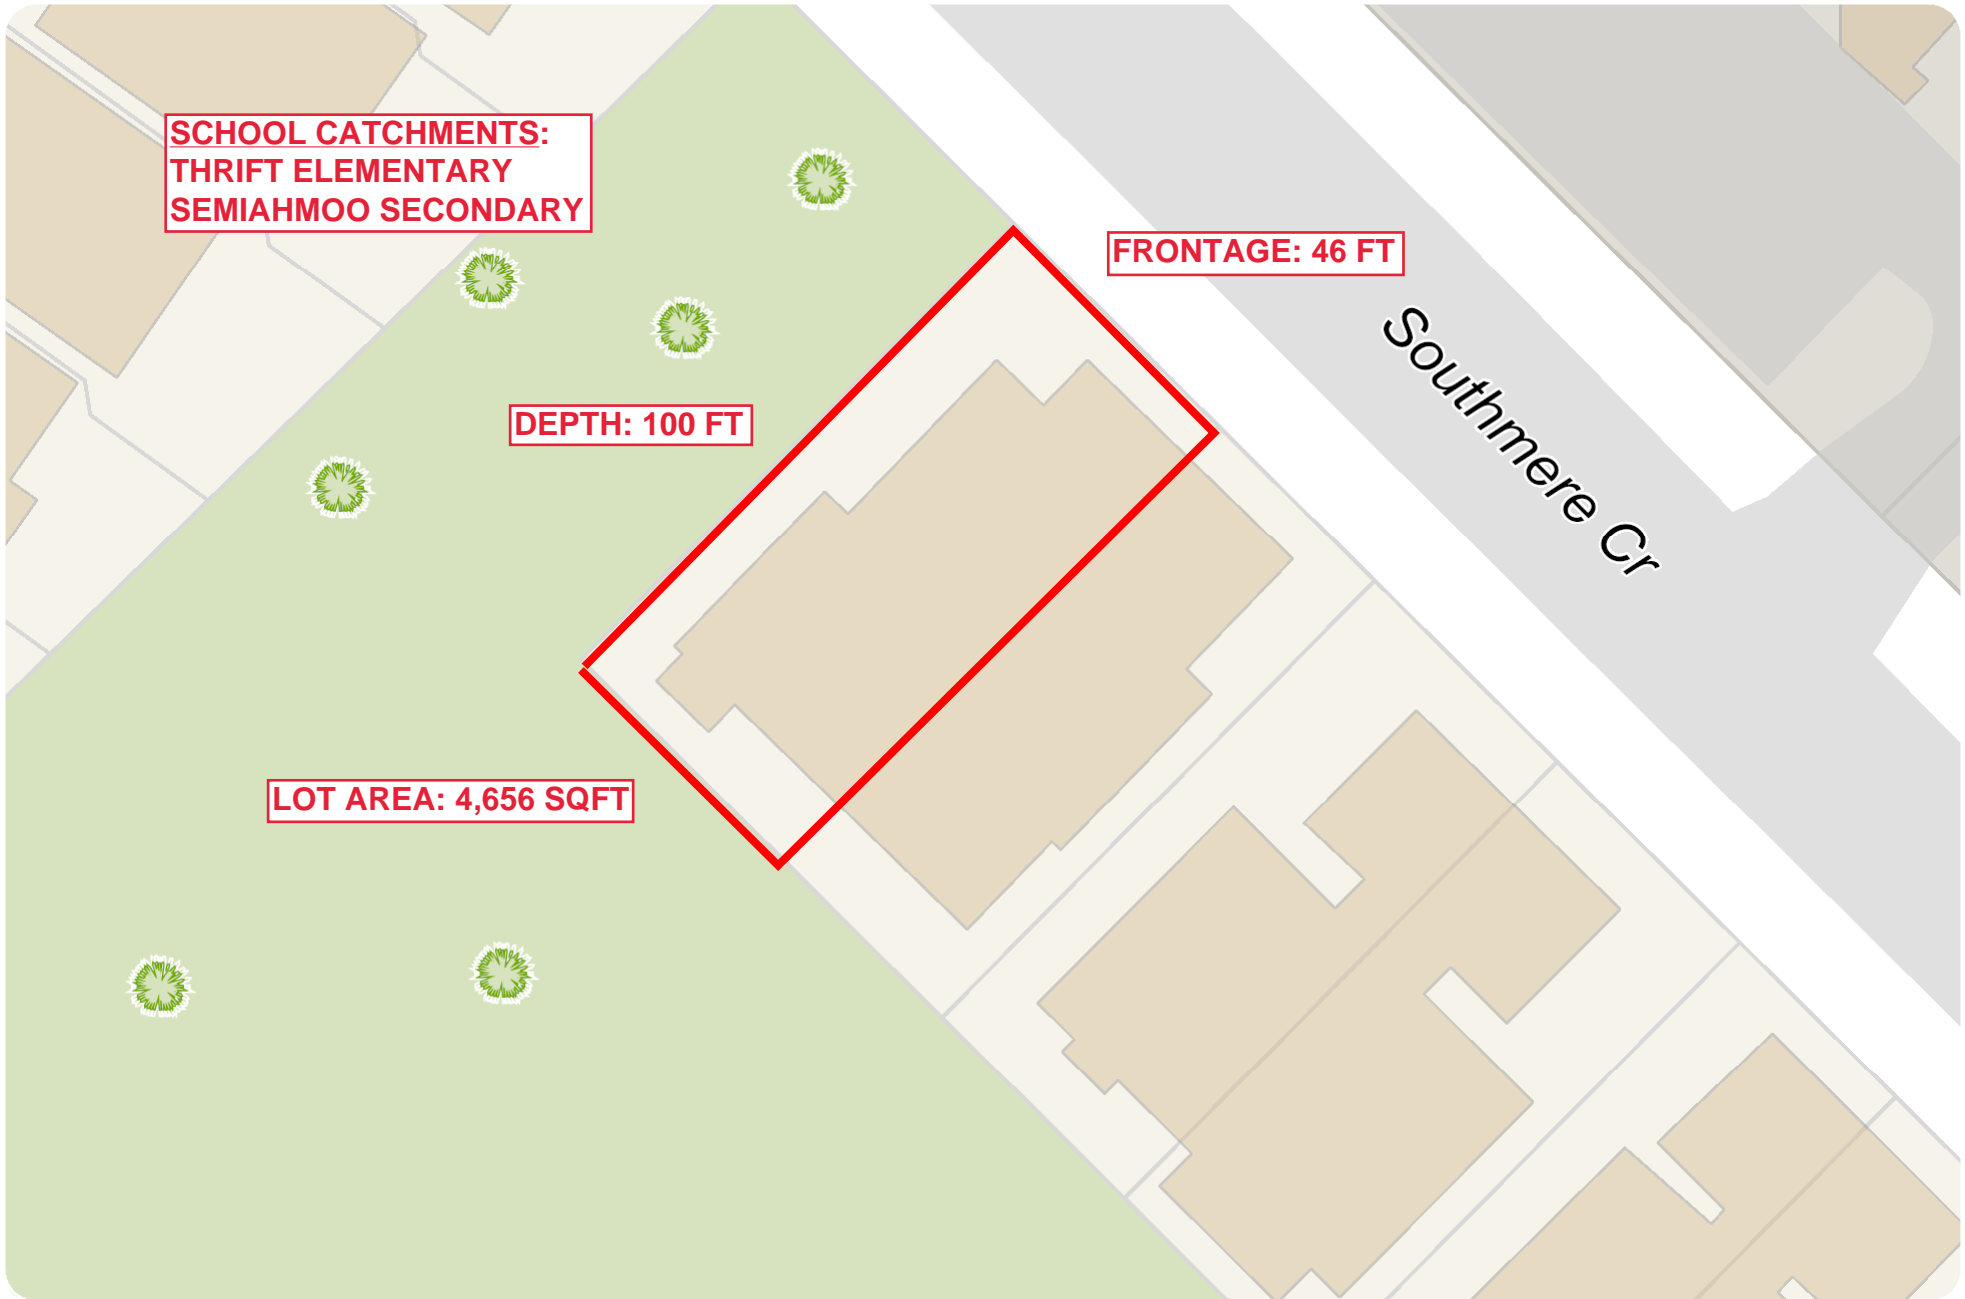 SCHOOL CATCHMENTS:
THRIFT ELEMENTARY
SEMIAHMOO SECONDARY
FRONTAGE: 46 FT
Southmere Cr
DEPTH: 100 FT
LOT AREA: 4,656 SQFT